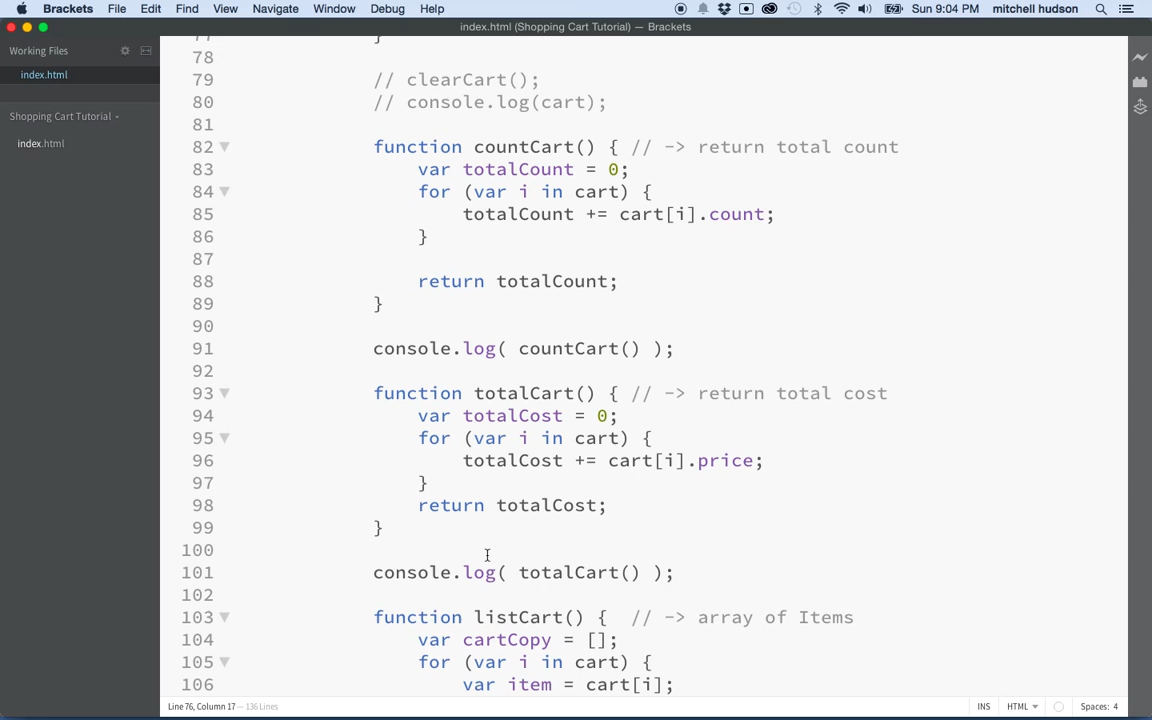 Brackets File Edit Find View Navigate Window Debug Help Sun 9:04 PM mitchell hudson
index.html (Shopping Cart Tutorial) — Brackets
Working Files
index.html
Shopping Cart Tutorial
index.html
77 }
78
79 // clearCart();
80 // console.log(cart);
81
82 function countCart() { // -> return total count
83 var totalCount = 0;
84 for (var i in cart) {
85 totalCount += cart[i].count;
86 }
87
88 return totalCount;
89 }
90
91 console.log( countCart() );
92
93 function totalCart() { // -> return total cost
94 var totalCost = 0;
95 for (var i in cart) {
96 totalCost += cart[i].price;
97 }
98 return totalCost;
99 }
100
101 console.log( totalCart() );
102
103 function listCart() { // -> array of Items
104 var cartCopy = [];
105 for (var i in cart) {
106 var item = cart[i];
Line 76, Column 17 — 136 Lines INS HTML Spaces: 4